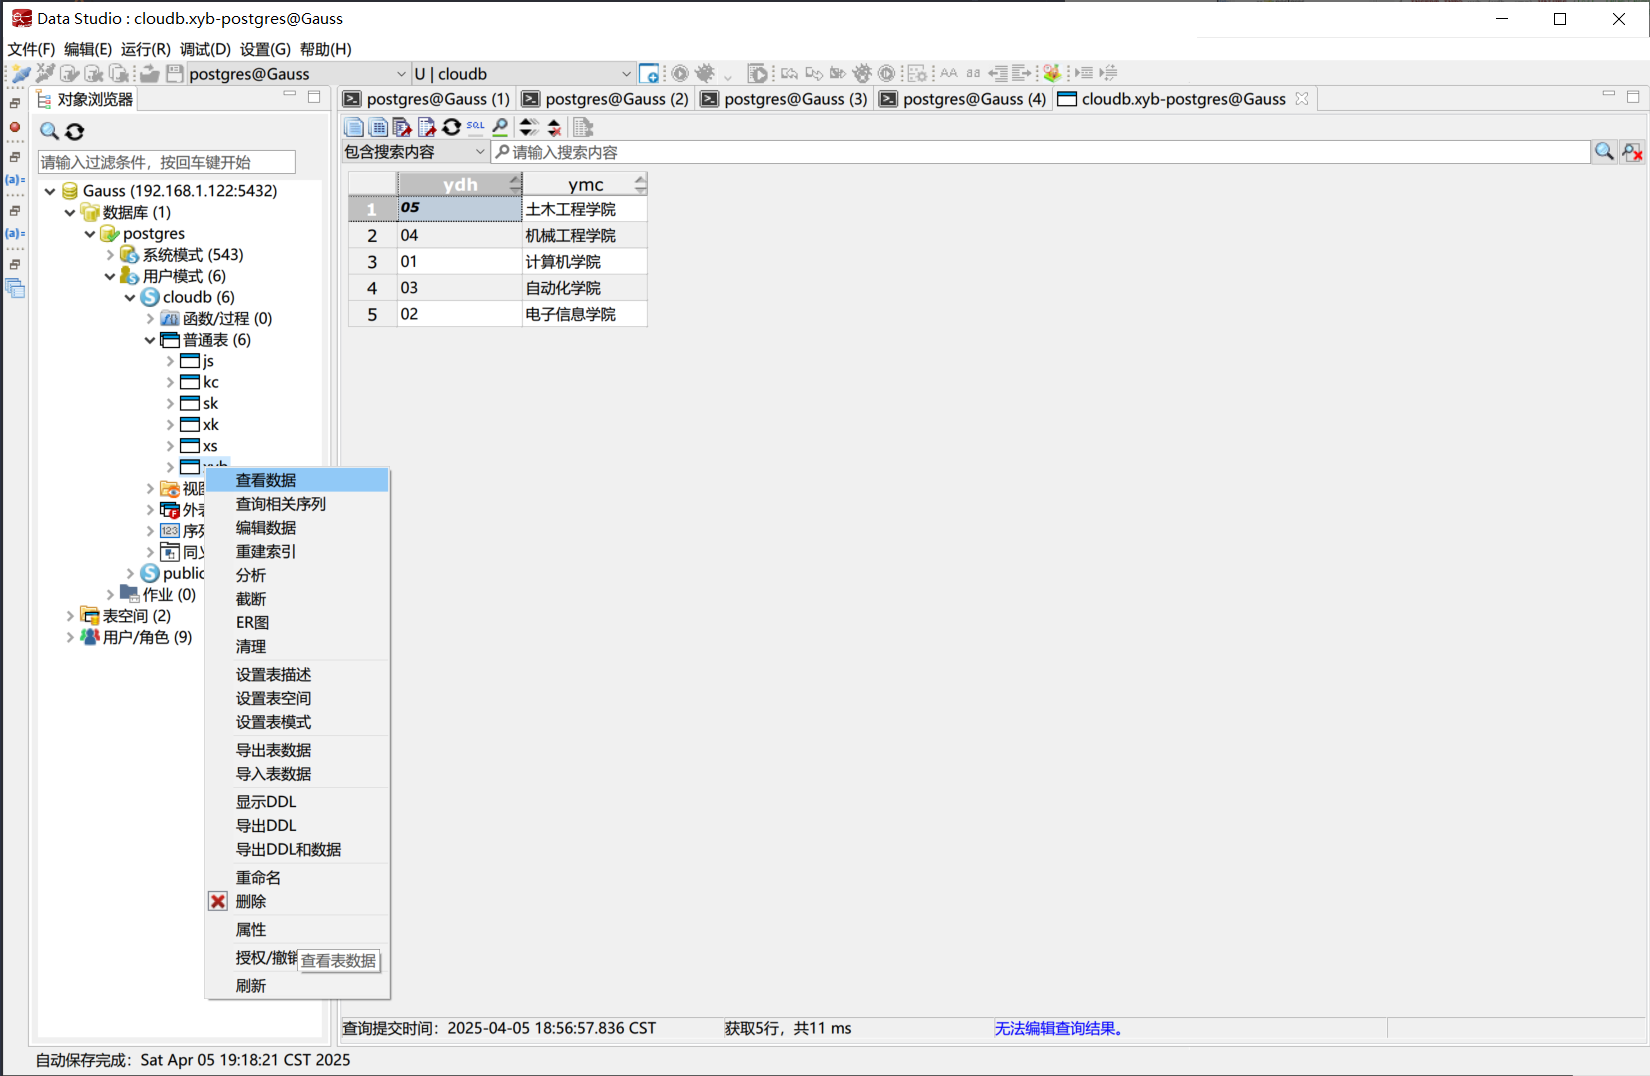 Data Studio : cloudb.xyb-postgres@Gauss
文件(F) 编辑(E) 运行(R) 调试(D) 设置(G) 帮助(H)
postgres@Gauss
U | cloudb
对象浏览器
postgres@Gauss (1)
postgres@Gauss (2)
postgres@Gauss (3)
postgres@Gauss (4)
cloudb.xyb-postgres@Gauss
请输入过滤条件，按回车键开始
Gauss (192.168.1.122:5432)
数据库 (1)
postgres
系统模式 (543)
用户模式 (6)
cloudb (6)
函数/过程 (0)
普通表 (6)
js
kc
sk
xk
xs
xyb
视图
外表
序列
同义
public
作业 (0)
表空间 (2)
用户/角色 (9)
查看数据
查询相关序列
编辑数据
重建索引
分析
截断
ER图
清理
设置表描述
设置表空间
设置表模式
导出表数据
导入表数据
显示DDL
导出DDL
导出DDL和数据
重命名
删除
属性
授权/撤销
查看表数据
刷新
SQL
包含搜索内容
请输入搜索内容
ydh ymc
1 05 土木工程学院
2 04 机械工程学院
3 01 计算机学院
4 03 自动化学院
5 02 电子信息学院
查询提交时间：2025-04-05 18:56:57.836 CST
获取5行，共11 ms
无法编辑查询结果。
自动保存完成：Sat Apr 05 19:18:21 CST 2025